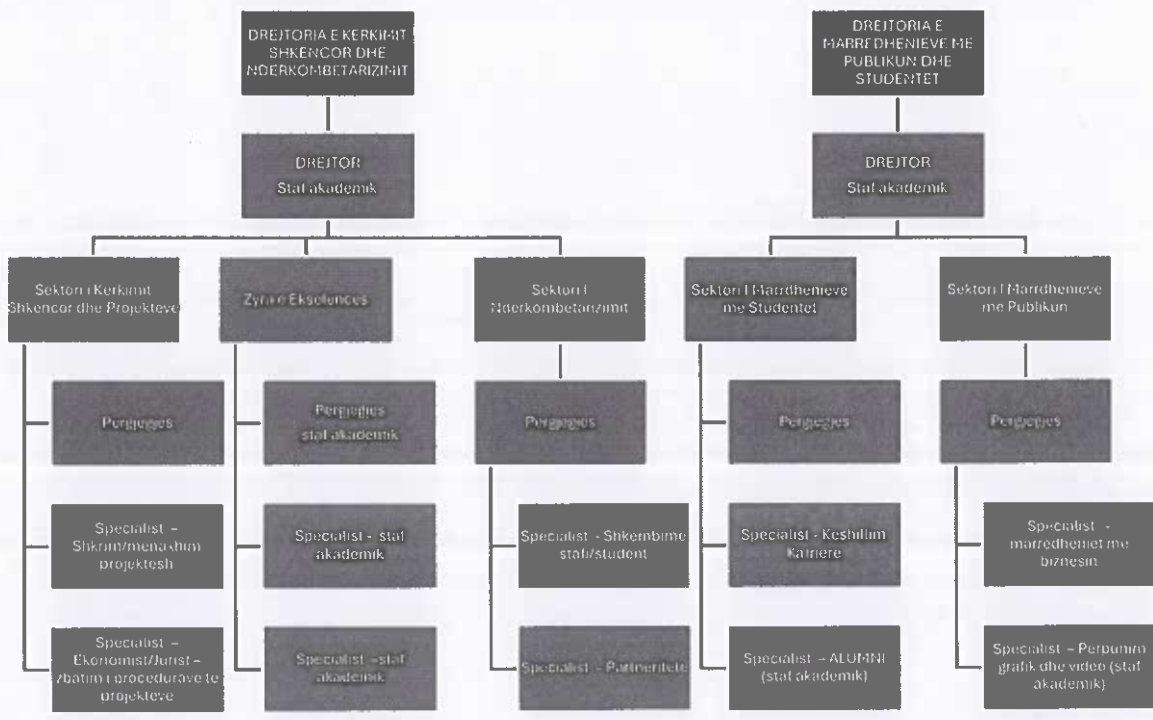 DREJTORIA E KERKIMIT
SHKENCOR DHE
NDERKOMBETARIZIMIT
DREJTOR
Staf akademik
Sektori i Kerkimit
Shkencor dhe Projekteve
Zyra e Ekselences
Sektori I
Nderkombetarizimit
Pergjegjes
Specialist –
Shkrim/menaxhim
projektesh
Specialist –
Ekonomist/Jurist –
zbatim i procedurave te
projekteve
Pergjegjes
staf akademik
Specialist - staf
akademik
Specialist –staf
akademik
Pergjegjes
Specialist - Shkembime
stafi/student
Specialist – Partneritete
DREJTORIA E
MARREDHENIEVE ME
PUBLIKUN DHE
STUDENTET
DREJTOR
Staf akademik
Sektori I Marrdhenieve
me Studentet
Sektori I Marrdhenieve
me Publikun
Pergjegjes
Specialist - Keshillim
Karriere
Specialist – ALUMNI
(staf akademik)
Pergjegjes
Specialist -
marredheniet me
biznesin
Specialist – Perpunim
grafik dhe video (staf
akademik)